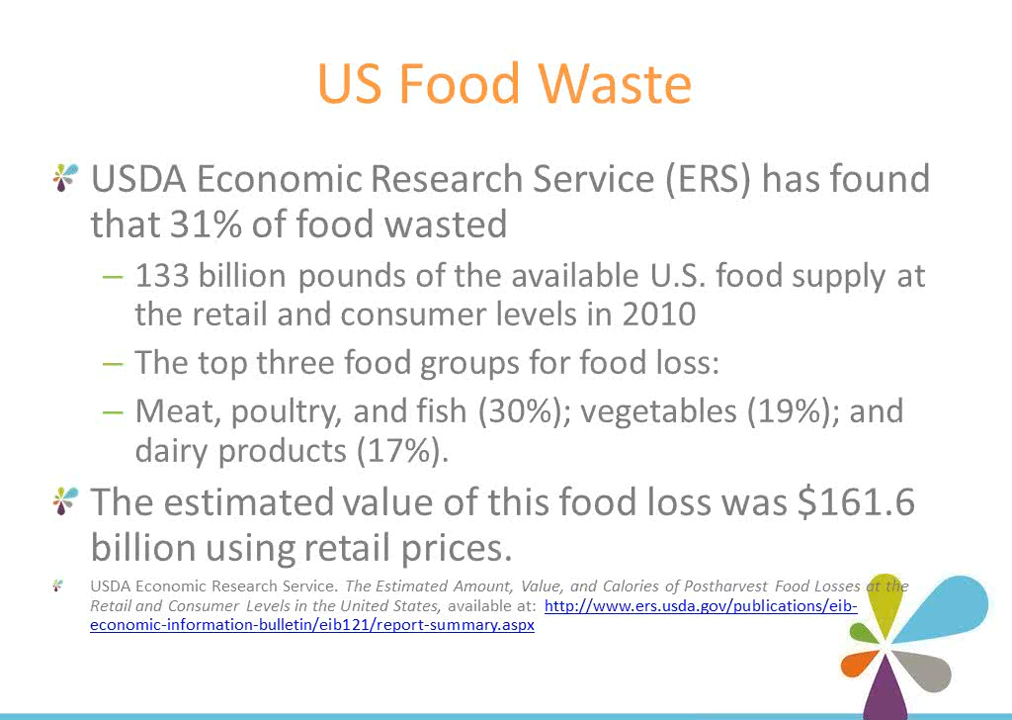 US Food Waste
USDA Economic Research Service (ERS) has found
that 31% of food wasted
– 133 billion pounds of the available U.S. food supply at
the retail and consumer levels in 2010
– The top three food groups for food loss:
– Meat, poultry, and fish (30%); vegetables (19%); and
dairy products (17%).
The estimated value of this food loss was $161.6
billion using retail prices.
USDA Economic Research Service. The Estimated Amount, Value, and Calories of Postharvest Food Losses at the
Retail and Consumer Levels in the United States, available at: http://www.ers.usda.gov/publications/eib-
economic-information-bulletin/eib121/report-summary.aspx